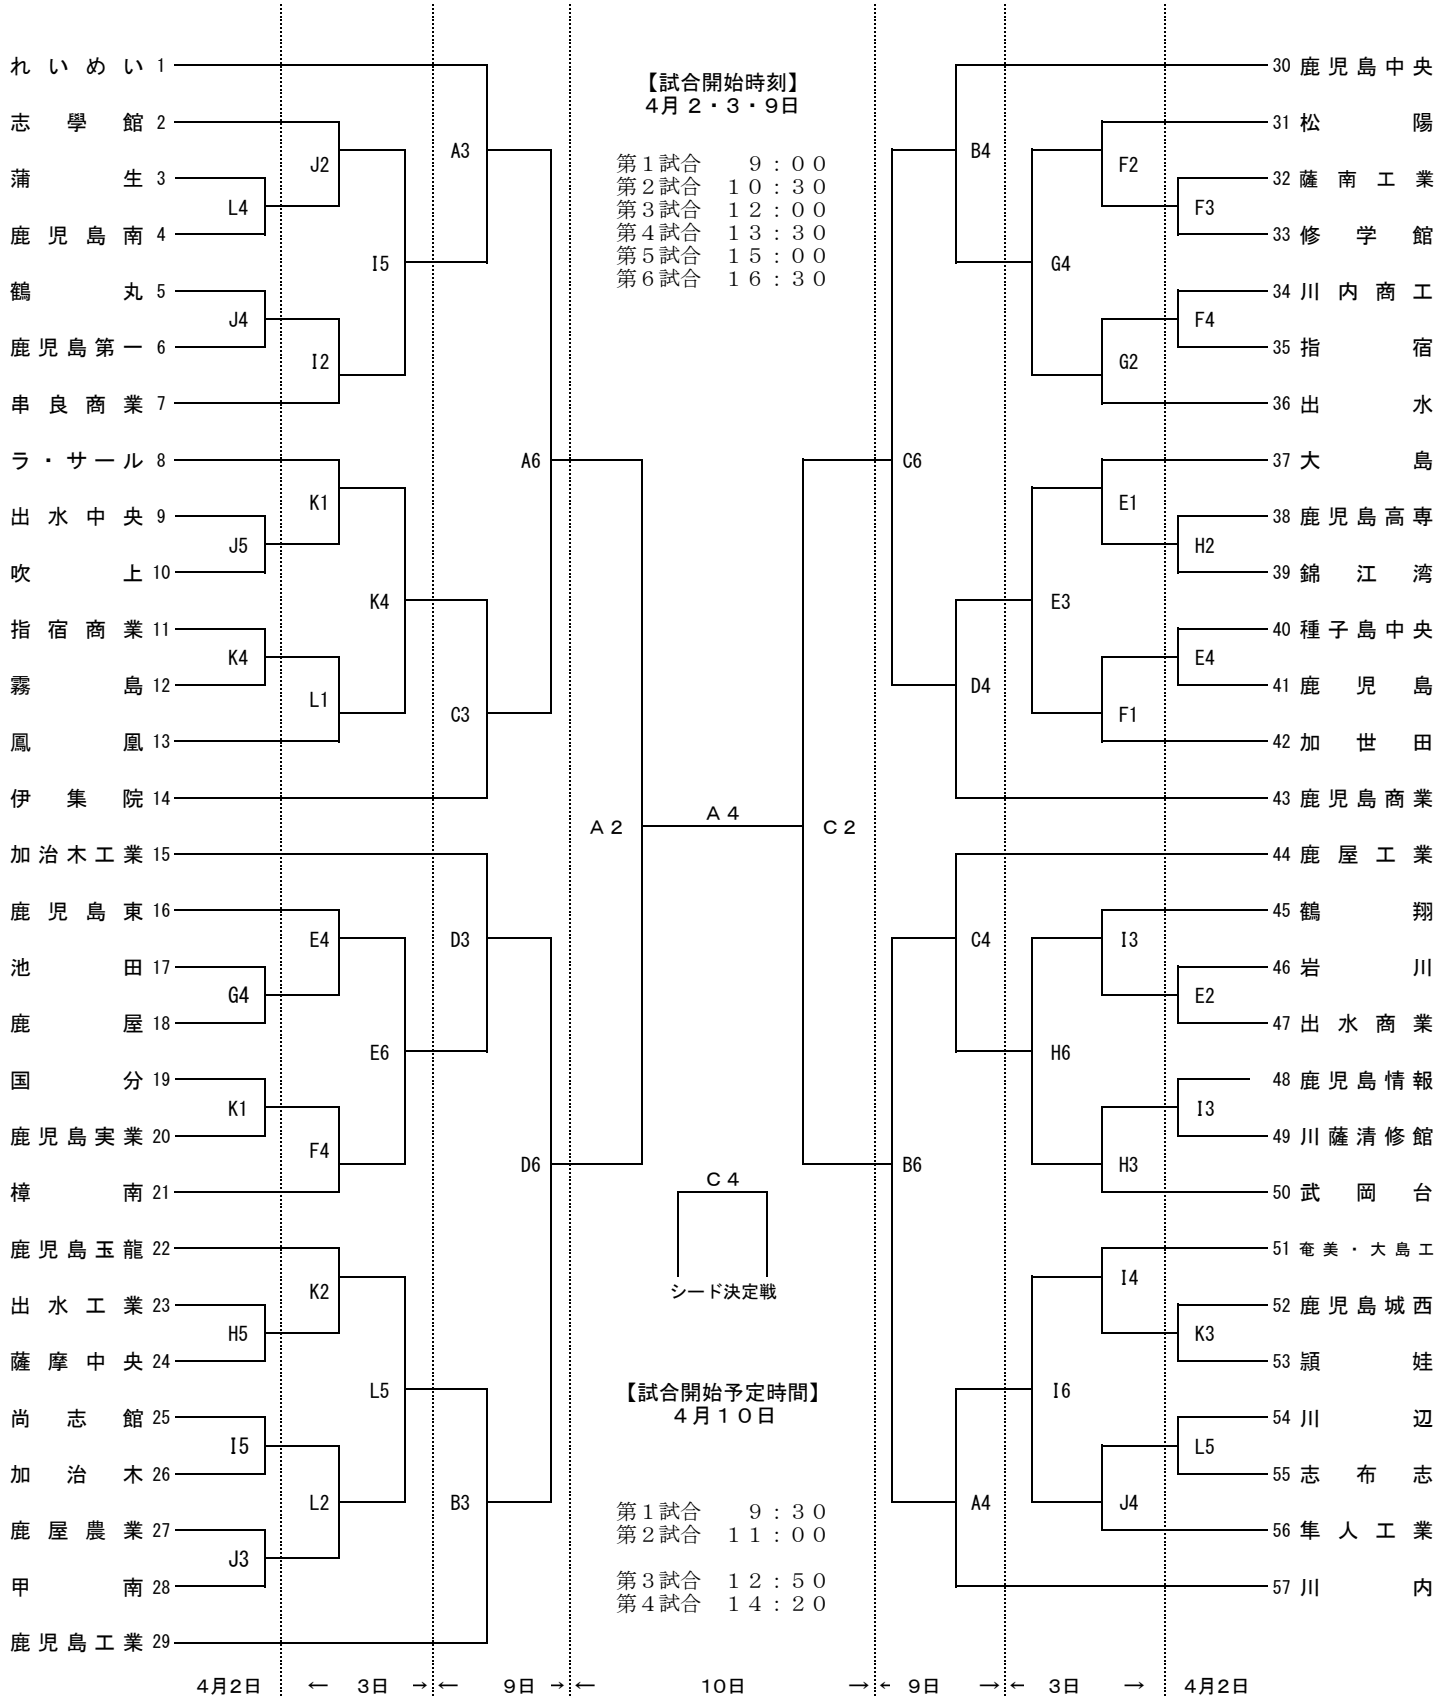 れいめい 1
志學館 2
蒲生 3
鹿児島南 4
鶴丸 5
鹿児島第一 6
串良商業 7
ラ・サール 8
出水中央 9
吹上 10
指宿商業 11
霧島 12
鳳凰 13
伊集院 14
加治木工業 15
鹿児島東 16
池田 17
鹿屋 18
国分 19
鹿児島実業 20
樟南 21
鹿児島玉龍 22
出水工業 23
薩摩中央 24
尚志館 25
加治木 26
鹿屋農業 27
甲南 28
鹿児島工業 29
L4
J4
J5
K4
G4
K1
H5
I5
J3
J2
I2
K1
L1
E4
F4
K2
L2
I5
K4
E6
L5
A3
C3
D3
B3
A6
D6
A2
【試合開始時刻】
4月2・3・9日
第1試合 9:00
第2試合 10:30
第3試合 12:00
第4試合 13:30
第5試合 15:00
第6試合 16:30
A4
C4
シード決定戦
【試合開始予定時間】
4月10日
第1試合 9:30
第2試合 11:00
第3試合 12:50
第4試合 14:20
C2
C6
B6
B4
D4
C4
A4
G4
E3
H6
I6
F2
G2
E1
F1
I3
H3
I4
J4
F3
F4
H2
E4
E2
I3
K3
L5
30 鹿児島中央
31 松陽
32 薩南工業
33 修学館
34 川内商工
35 指宿
36 出水
37 大島
38 鹿児島高専
39 錦江湾
40 種子島中央
41 鹿児島
42 加世田
43 鹿児島商業
44 鹿屋工業
45 鶴翔
46 岩川
47 出水商業
48 鹿児島情報
49 川薩清修館
50 武岡台
51 奄美・大島工
52 鹿児島城西
53 頴娃
54 川辺
55 志布志
56 隼人工業
57 川内
4月2日 ← 3日 →← 9日 →← 10日 →← 9日 →← 3日 → 4月2日